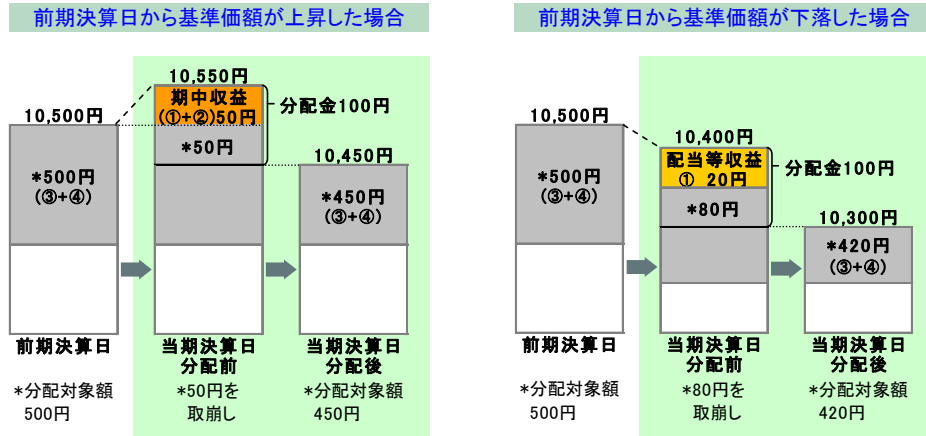 前期決算日から基準価額が上昇した場合
10,550円
期中収益
(①+②)50円
分配金100円
10,500円
*50円
10,450円
*500円
(③+④)
*450円
(③+④)
前期決算日
当期決算日
分配前
当期決算日
分配後
*分配対象額
500円
*50円を
取崩し
*分配対象額
450円
前期決算日から基準価額が下落した場合
10,500円
10,400円
配当等収益
① 20円
分配金100円
*500円
(③+④)
*80円
10,300円
*420円
(③+④)
前期決算日
当期決算日
分配前
当期決算日
分配後
*分配対象額
500円
*80円を
取崩し
*分配対象額
420円